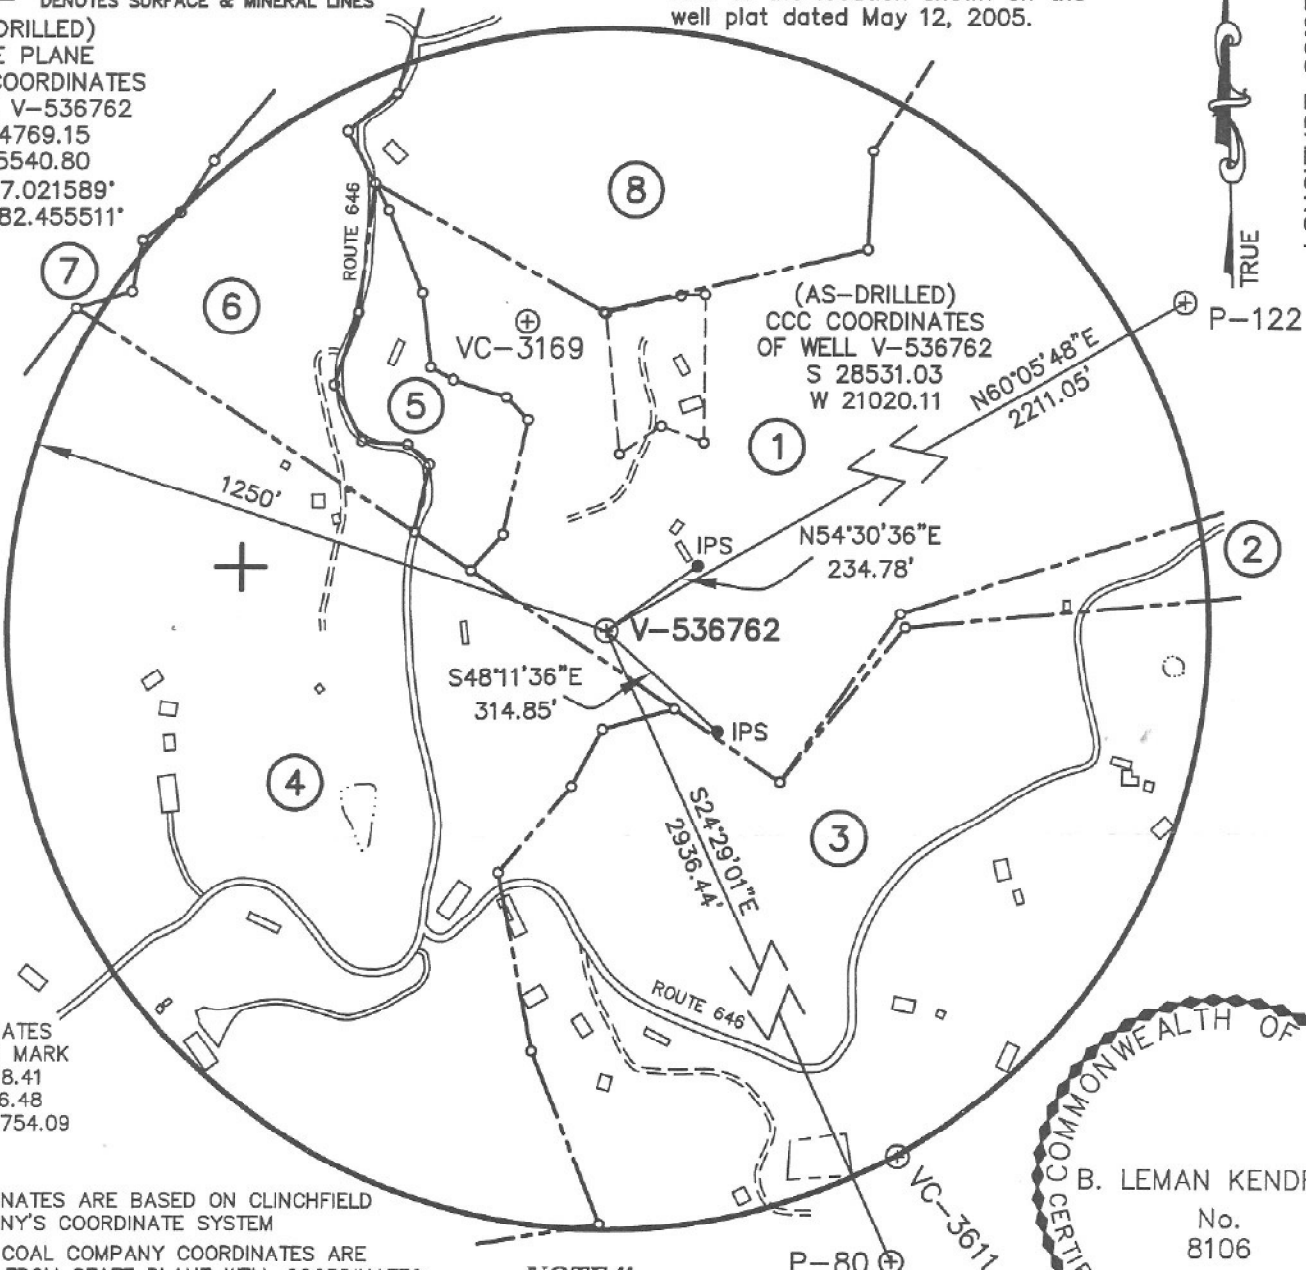 DENOTES SURFACE & MINERAL LINES
well plat dated May 12, 2005.
DRILLED)
PLANE
COORDINATES
V-536762
4769.15
5540.80
7.021589°
82.455511°
TRUE
ROUTE 646
8
7
6
VC-3169
5
(AS-DRILLED)
CCC COORDINATES
OF WELL V-536762
S 28531.03
W 21020.11
P-122
N60°05'48"E
2211.05'
1
1250'
IPS
N54°30'36"E
234.78'
2
V-536762
S48°11'36"E
314.85'
IPS
4
3
S24°29'01"E
2936.44'
ROUTE 646
ATES
MARK
8.41
6.48
754.09
NATES ARE BASED ON CLINCHFIELD
NY'S COORDINATE SYSTEM
COAL COMPANY COORDINATES ARE
VC-3611
P-80
COMMONWEALTH OF
B. LEMAN KENDR
No.
8106